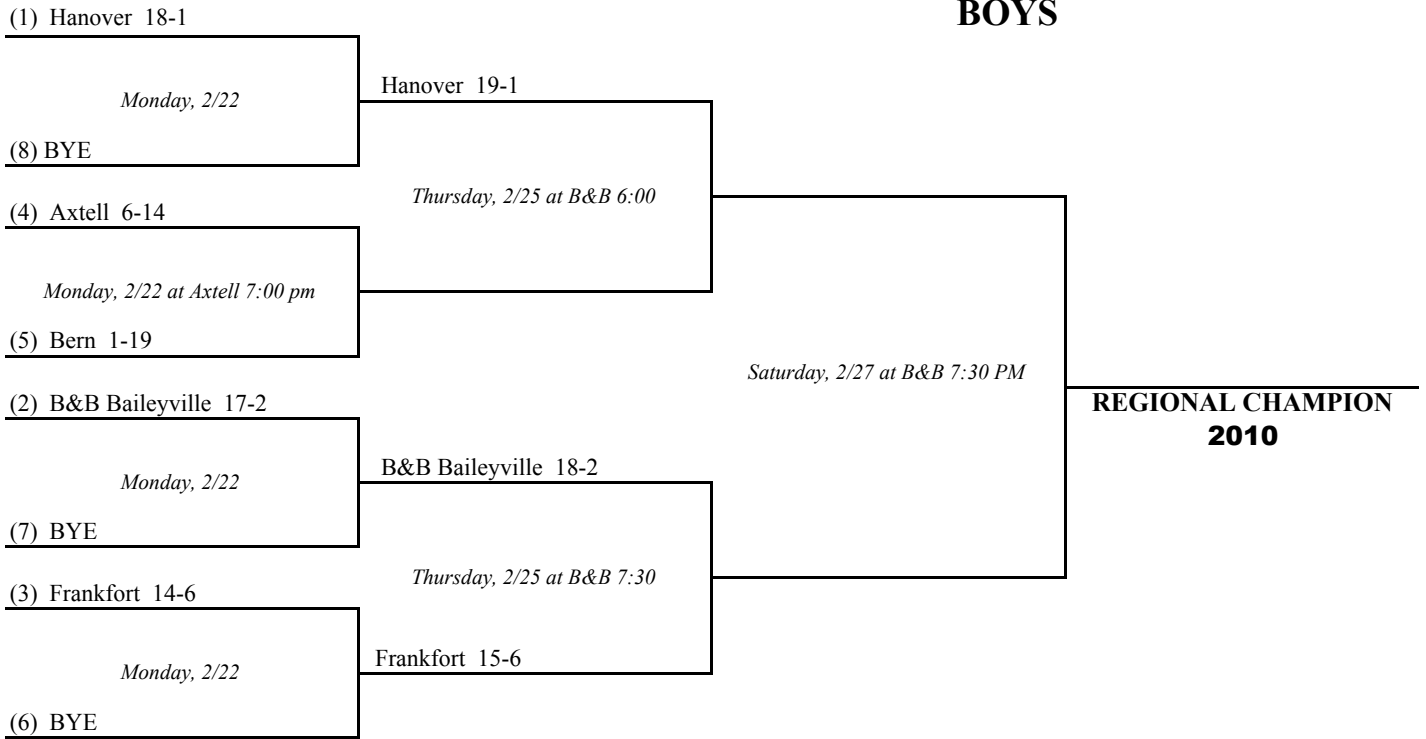 BOYS
(1) Hanover 18-1
Monday, 2/22
(8) BYE
Hanover 19-1
Thursday, 2/25 at B&B 6:00
(4) Axtell 6-14
Monday, 2/22 at Axtell 7:00 pm
(5) Bern 1-19
Saturday, 2/27 at B&B 7:30 PM
REGIONAL CHAMPION
2010
(2) B&B Baileyville 17-2
Monday, 2/22
(7) BYE
B&B Baileyville 18-2
Thursday, 2/25 at B&B 7:30
(3) Frankfort 14-6
Monday, 2/22
(6) BYE
Frankfort 15-6